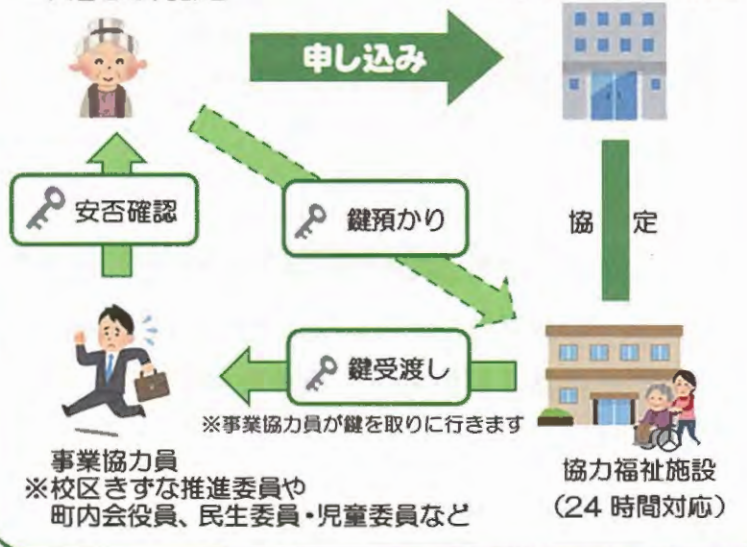 申し込み
安否確認
鍵預かり
協定
鍵受渡し
※事業協力員が鍵を取りに行きます
事業協力員
※校区きずな推進委員や
町内会役員、民生委員・児童委員など
協力福祉施設
(24時間対応)